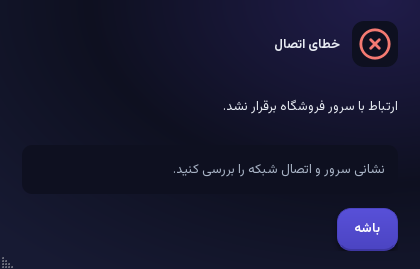 خطای اتصال
ارتباط با سرور فروشگاه برقرار نشد.
نشانی سرور و اتصال شبکه را بررسی کنید.
باشه